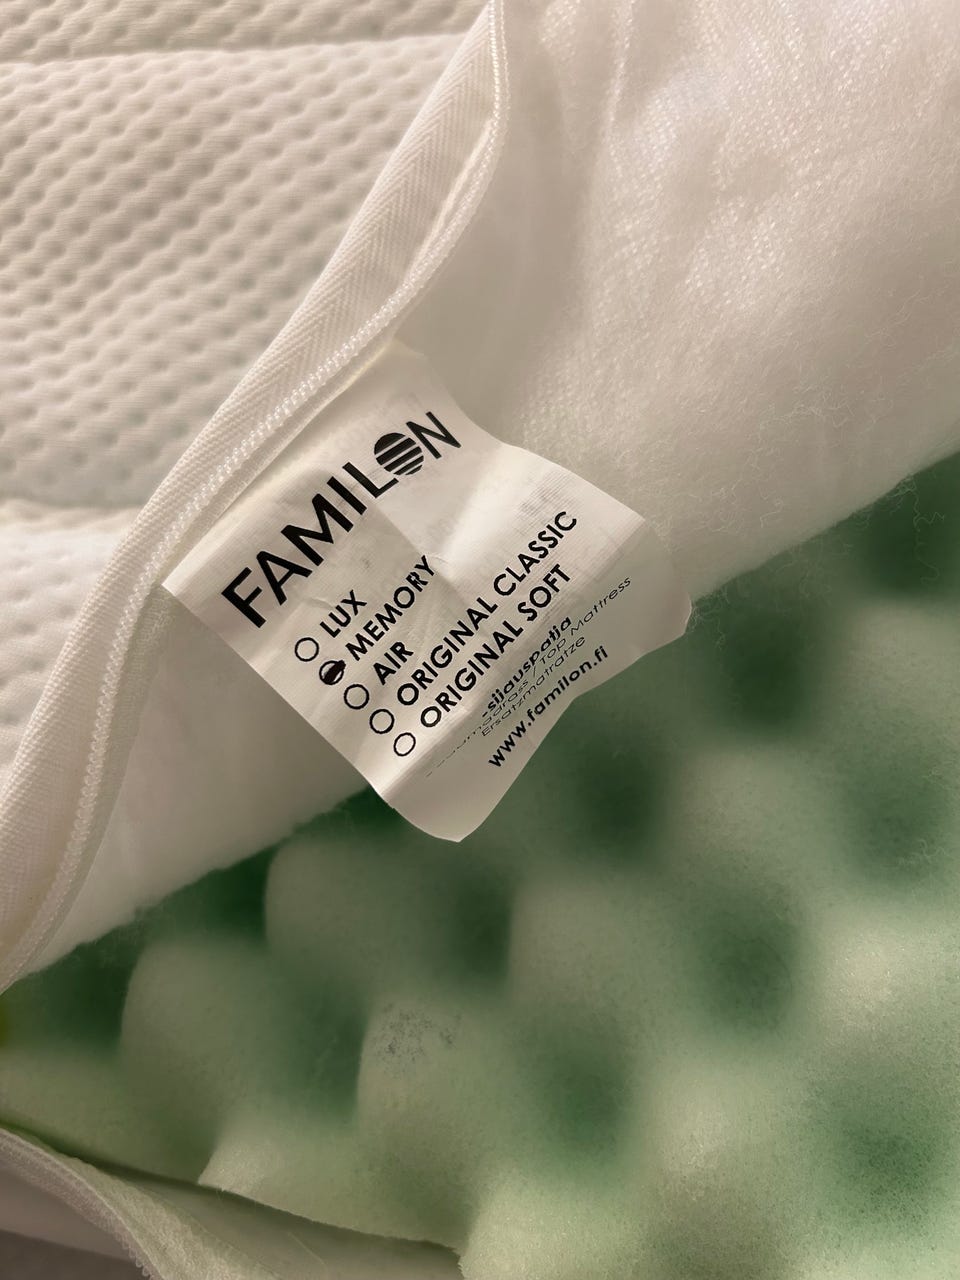 FAMILON
LUX
MEMORY
AIR
ORIGINAL CLASSIC
ORIGINAL SOFT
-sijauspatja
/ Top Mattress
Ersatzmatratze
www.familon.fi